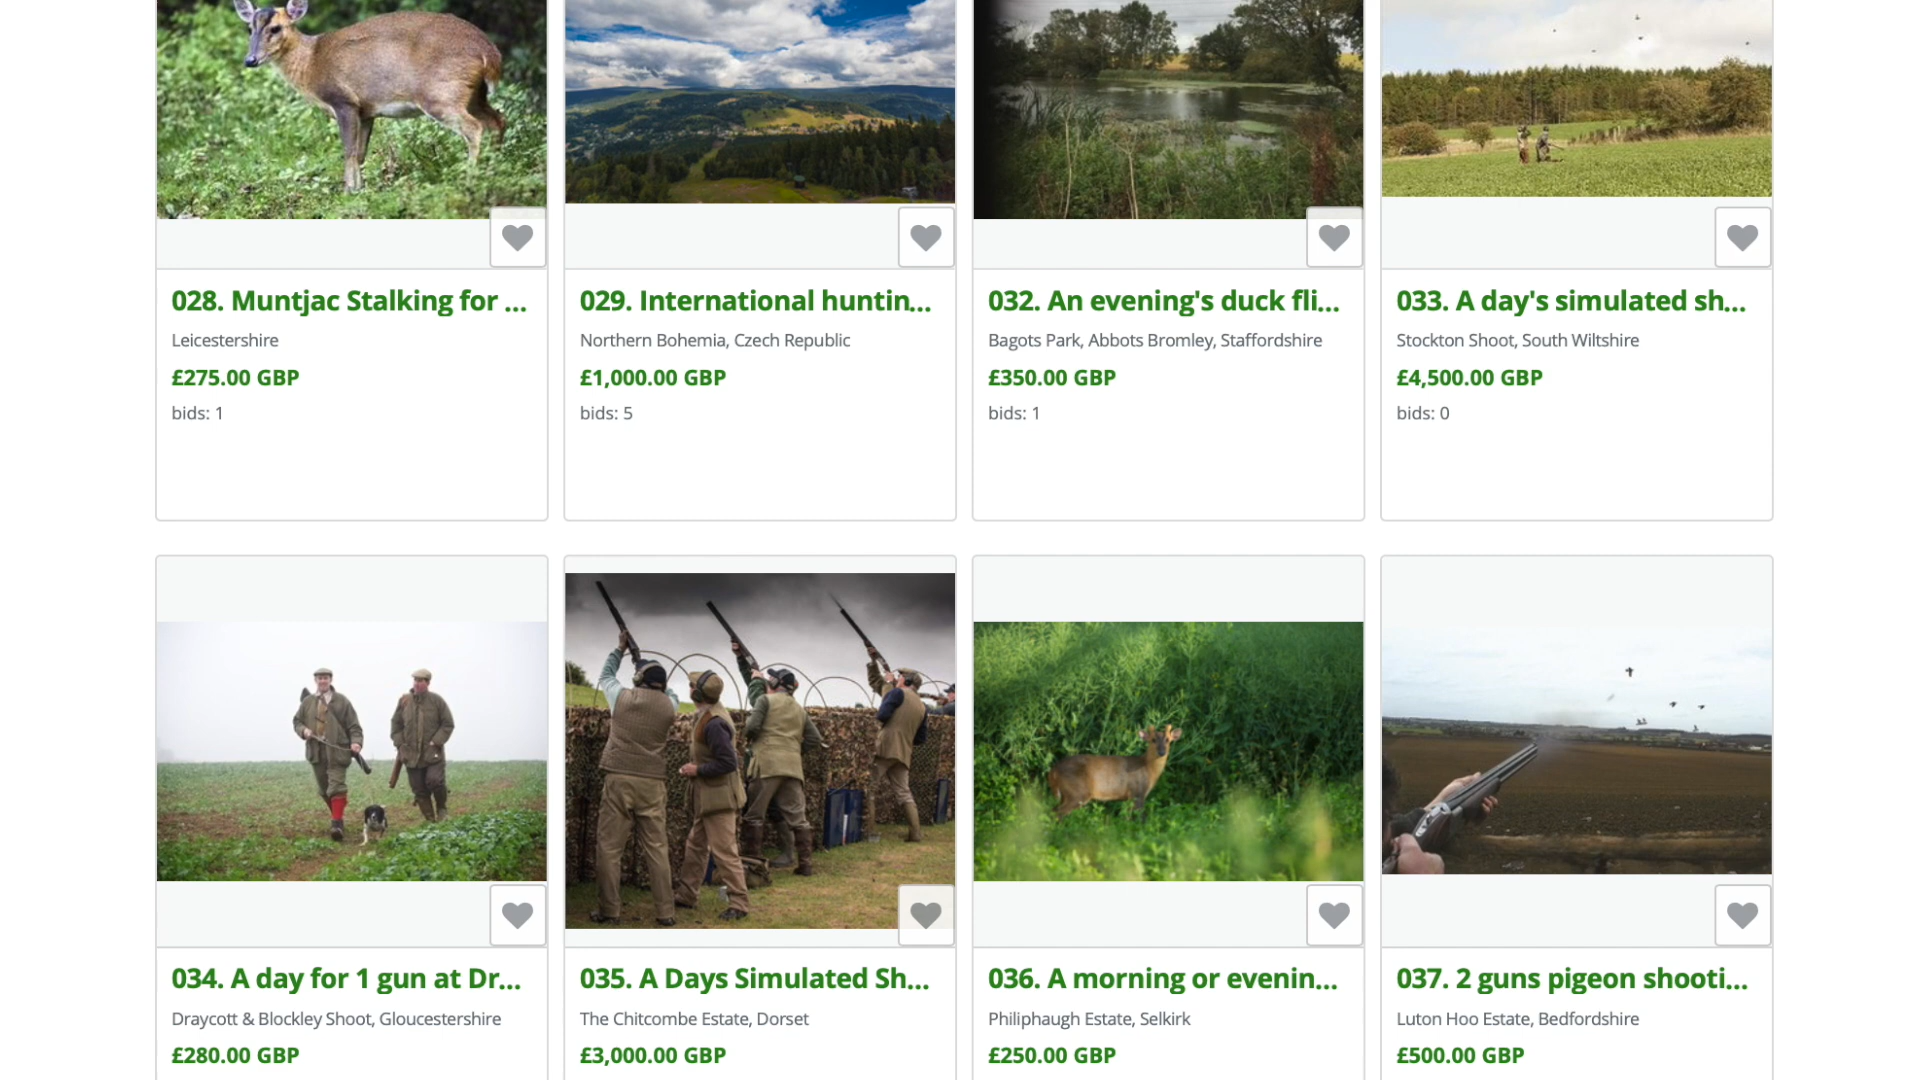 028. Muntjac Stalking for ...
Leicestershire
£275.00 GBP
bids: 1
029. International huntin...
Northern Bohemia, Czech Republic
£1,000.00 GBP
bids: 5
032. An evening's duck fli...
Bagots Park, Abbots Bromley, Staffordshire
£350.00 GBP
bids: 1
033. A day's simulated sh...
Stockton Shoot, South Wiltshire
£4,500.00 GBP
bids: 0
034. A day for 1 gun at Dr...
Draycott & Blockley Shoot, Gloucestershire
£280.00 GBP
035. A Days Simulated Sh...
The Chitcombe Estate, Dorset
£3,000.00 GBP
036. A morning or evenin...
Philiphaugh Estate, Selkirk
£250.00 GBP
037. 2 guns pigeon shooti...
Luton Hoo Estate, Bedfordshire
£500.00 GBP